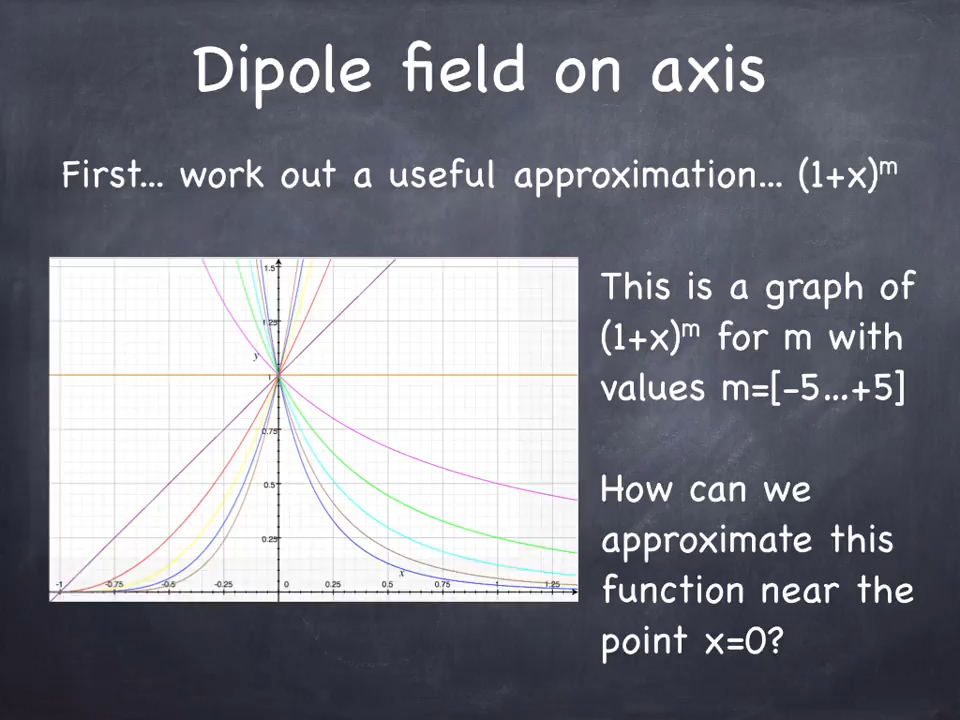 Dipole field on axis
First... work out a useful approximation... (1+x)ᵐ
This is a graph of
(1+x)ᵐ for m with
values m=[-5...+5]
How can we
approximate this
function near the
point x=0?
1.5
1.25
y
1
0.75
0.5
0.25
x
-1 -0.75 -0.5 -0.25 0 0.25 0.5 0.75 1 1.25